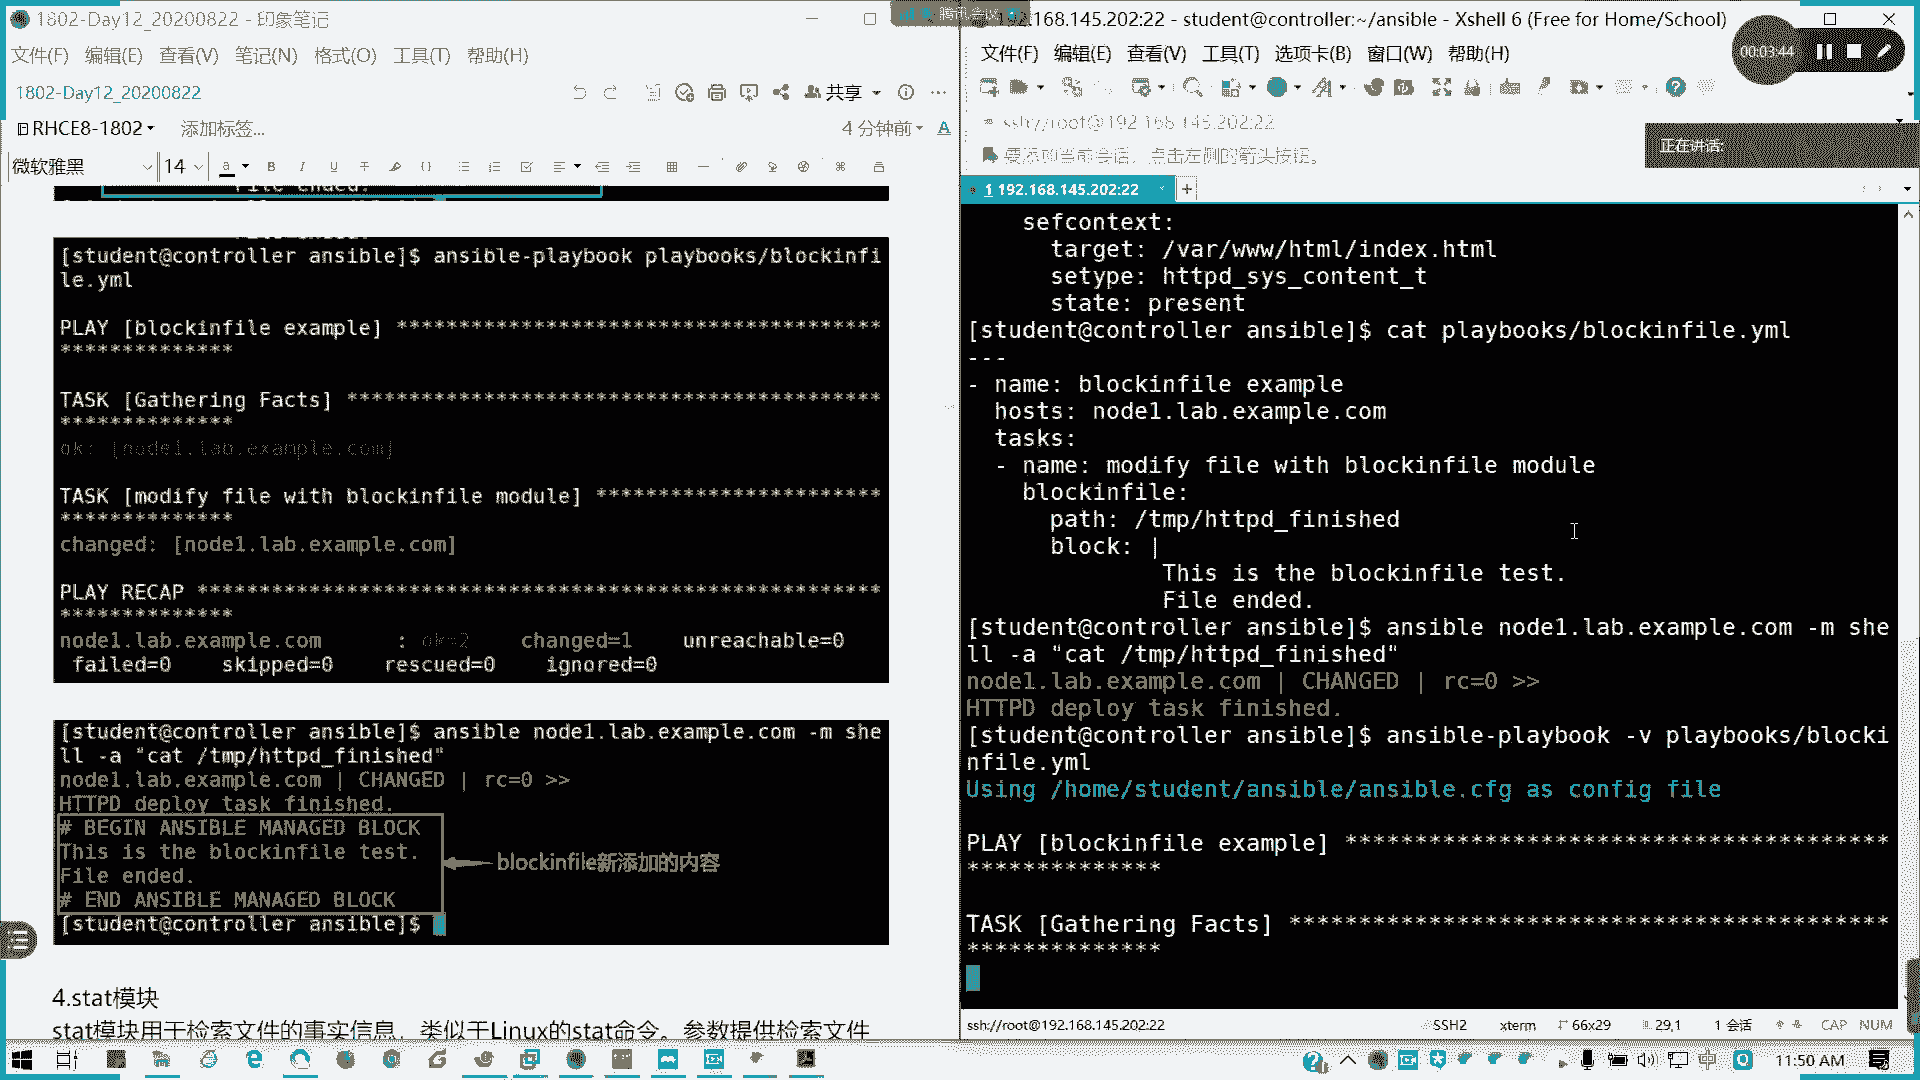 1802-Day12_20200822 - 印象笔记
文件(F) 编辑(E) 查看(V) 笔记(N) 格式(O) 工具(T) 帮助(H)
1802-Day12_20200822
共享
RHCE8-1802
添加标签...
4 分钟前
微软雅黑
14
File ended.
[student@controller ansible]$ ansible-playbook playbooks/blockinfi
le.yml
PLAY [blockinfile example] ****************************************
**************
TASK [Gathering Facts] ********************************************
**************
ok: [node1.lab.example.com]
TASK [modify file with blockinfile module] ************************
**************
changed: [node1.lab.example.com]
PLAY RECAP ********************************************************
**************
node1.lab.example.com : ok=2 changed=1 unreachable=0
failed=0 skipped=0 rescued=0 ignored=0
[student@controller ansible]$ ansible node1.lab.example.com -m she
ll -a "cat /tmp/httpd_finished"
node1.lab.example.com | CHANGED | rc=0 >>
HTTPD deploy task finished.
# BEGIN ANSIBLE MANAGED BLOCK
This is the blockinfile test.
File ended.
# END ANSIBLE MANAGED BLOCK
blockinfile新添加的内容
[student@controller ansible]$
4.stat模块
stat模块用于检索文件的事实信息，类似于Linux的stat命令。参数提供检索文件
腾讯会议
192.168.145.202:22 - student@controller:~/ansible - Xshell 6 (Free for Home/School)
文件(F) 编辑(E) 查看(V) 工具(T) 选项卡(B) 窗口(W) 帮助(H)
00:03:44
ssh://root@192.168.145.202:22
要添加当前会话，点击左侧的箭头按钮。
正在讲话:
1 192.168.145.202:22
sefcontext:
target: /var/www/html/index.html
setype: httpd_sys_content_t
state: present
[student@controller ansible]$ cat playbooks/blockinfile.yml
---
- name: blockinfile example
hosts: node1.lab.example.com
tasks:
- name: modify file with blockinfile module
blockinfile:
path: /tmp/httpd_finished
block: |
This is the blockinfile test.
File ended.
[student@controller ansible]$ ansible node1.lab.example.com -m she
ll -a "cat /tmp/httpd_finished"
node1.lab.example.com | CHANGED | rc=0 >>
HTTPD deploy task finished.
[student@controller ansible]$ ansible-playbook -v playbooks/blocki
nfile.yml
Using /home/student/ansible/ansible.cfg as config file
PLAY [blockinfile example] ****************************************
**************
TASK [Gathering Facts] ********************************************
**************
ssh://root@192.168.145.202:22
SSH2 xterm 66x29 29,1 1 会话 CAP NUM
中
11:50 AM